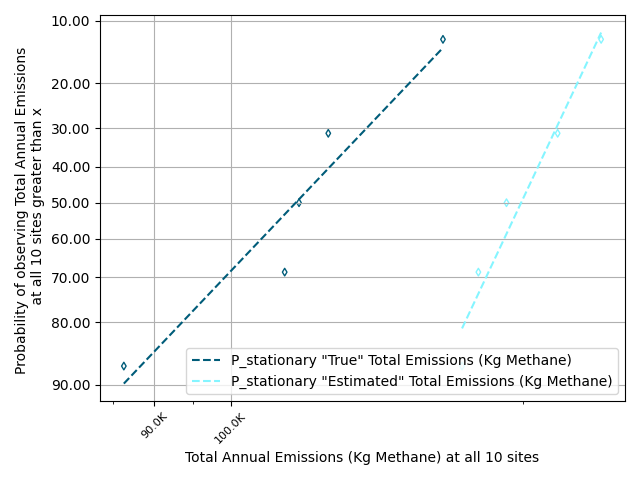 10.00
20.00
30.00
40.00
50.00
60.00
70.00
80.00
90.00
Probability of observing Total Annual Emissions
at all 10 sites greater than x
P_stationary "True" Total Emissions (Kg Methane)
P_stationary "Estimated" Total Emissions (Kg Methane)
90.0K
100.0K
Total Annual Emissions (Kg Methane) at all 10 sites